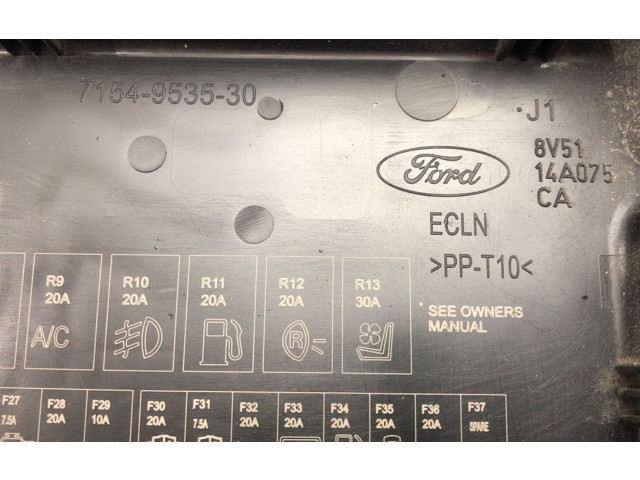 7154-9535-30
J1
8V51
14A075
CA
Ford
ECLN
>PP-T10<
R9 R10 R11 R12 R13
20A 20A 20A 20A 30A
A/C R
SEE OWNERS
MANUAL
F27 F28 F29 F30 F31 F32 F33 F34 F35 F36 F37
7.5A 20A 10A 20A 7.5A 20A 20A 20A 20A 20A SPARE